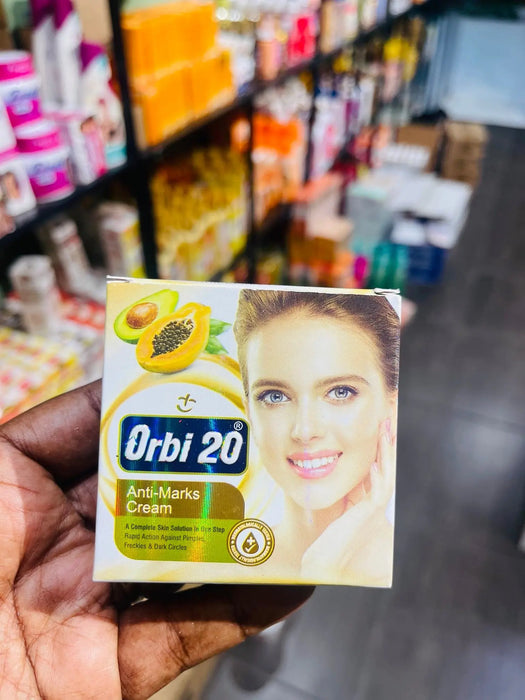 Orbi 20®
Anti-Marks
Cream
A Complete Skin Solution In One Step
Rapid Action Against Pimples,
Freckles & Dark Circles